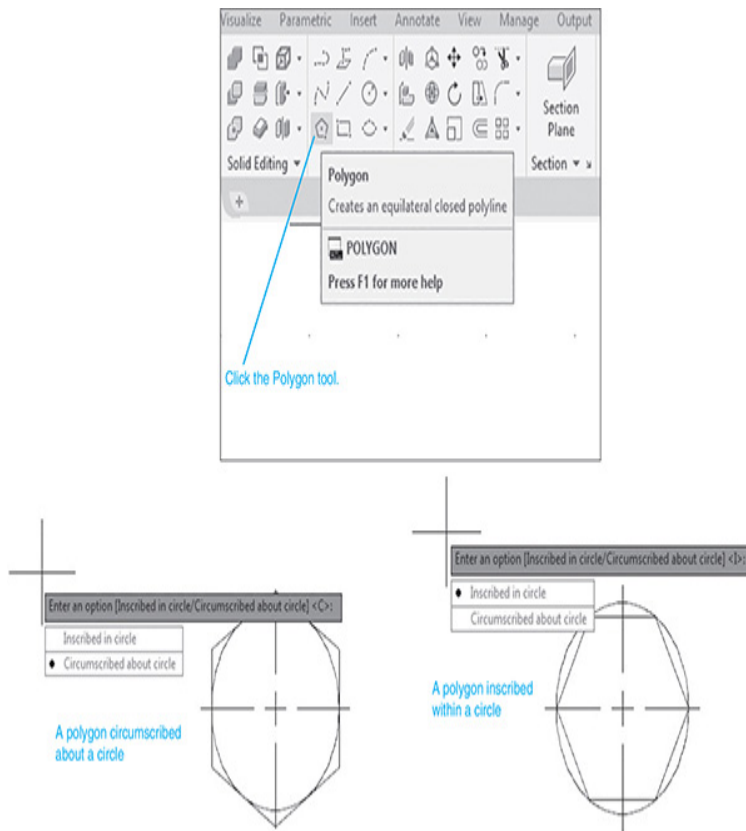 Visualize Parametric Insert Annotate View Manage Output
Section
Plane
Solid Editing
Section
Polygon
Creates an equilateral closed polyline
POLYGON
Press F1 for more help
Click the Polygon tool.
Enter an option [Inscribed in circle/Circumscribed about circle] <C>:
Inscribed in circle
Circumscribed about circle
A polygon circumscribed
about a circle
Enter an option [Inscribed in circle/Circumscribed about circle] <I>:
Inscribed in circle
Circumscribed about circle
A polygon inscribed
within a circle